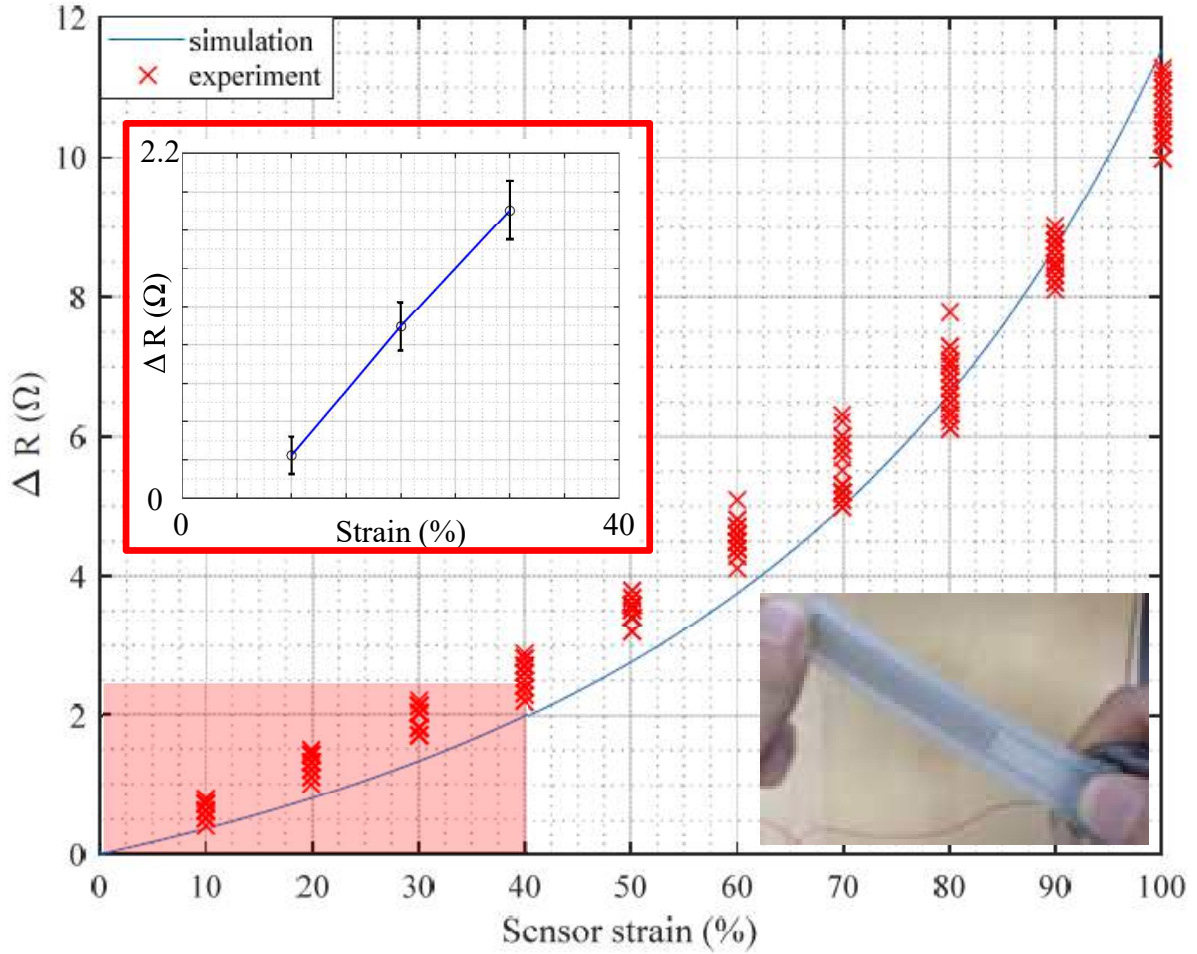 12
simulation
experiment
10
8
6
4
2
0
Δ R (Ω)
2.2
0
Δ R (Ω)
0
Strain (%)
40
0 10 20 30 40 50 60 70 80 90 100
Sensor strain (%)